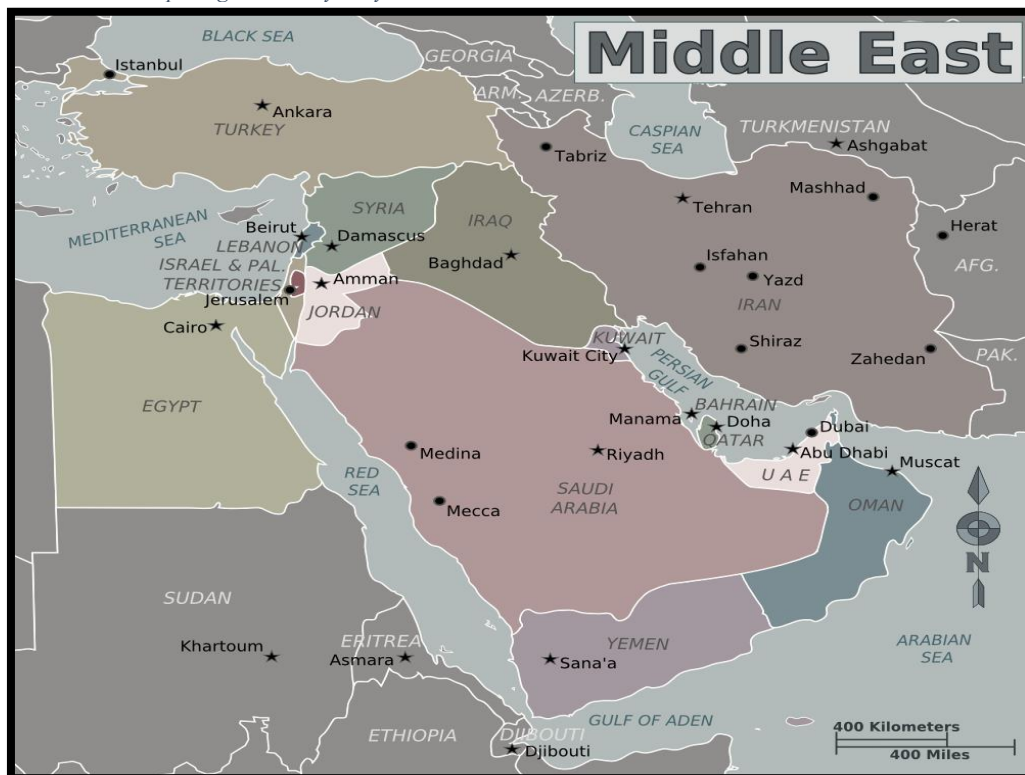 Middle East
BLACK SEA
GEORGIA
Istanbul
ARM.
AZERB.
Ankara
TURKEY
CASPIAN
SEA
TURKMENISTAN
Ashgabat
Tabriz
Mashhad
Tehran
SYRIA
IRAQ
Herat
MEDITERRANEAN
SEA
Beirut
LEBANON
Damascus
Baghdad
Isfahan
Yazd
AFG.
ISRAEL & PAL.
TERRITORIES
Amman
Jerusalem
JORDAN
IRAN
Cairo
KUWAIT
Kuwait City
Shiraz
Zahedan
PAK.
PERSIAN
GULF
EGYPT
BAHRAIN
Manama
Doha
QATAR
Dubai
Abu Dhabi
Medina
Riyadh
Muscat
RED
SEA
U A E
SAUDI
ARABIA
OMAN
Mecca
N
SUDAN
Khartoum
ERITREA
Asmara
YEMEN
Sana'a
ARABIAN
SEA
GULF OF ADEN
ETHIOPIA
DJIBOUTI
Djibouti
400 Kilometers
400 Miles